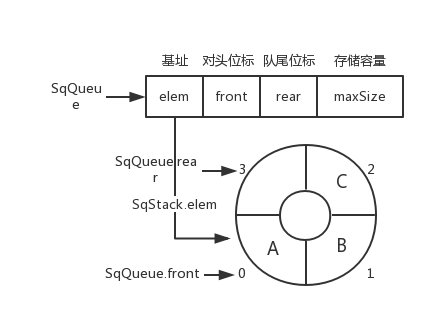 基址 对头位标 队尾位标 存储容量
SqQueu
e
elem front rear maxSize
SqQueue.rea
r
3
2
C
SqStack.elem
A
B
SqQueue.front
0
1